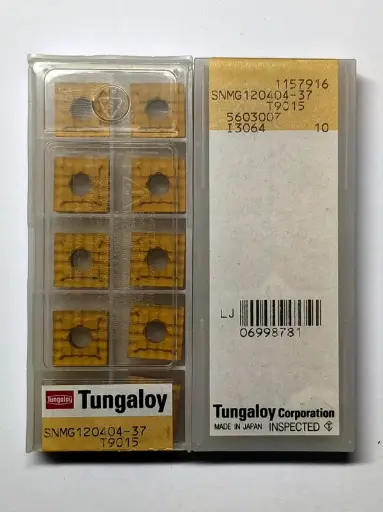 Tungaloy
Tungaloy
SNMG120404-37
T9015
1157916
SNMG120404-37
T9015
5603007
I3064 10
LJ
06998781
Tungaloy Corporation
MADE IN JAPAN INSPECTED